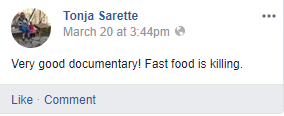 Tonja Sarette
March 20 at 3:44pm
Very good documentary! Fast food is killing.
Like · Comment